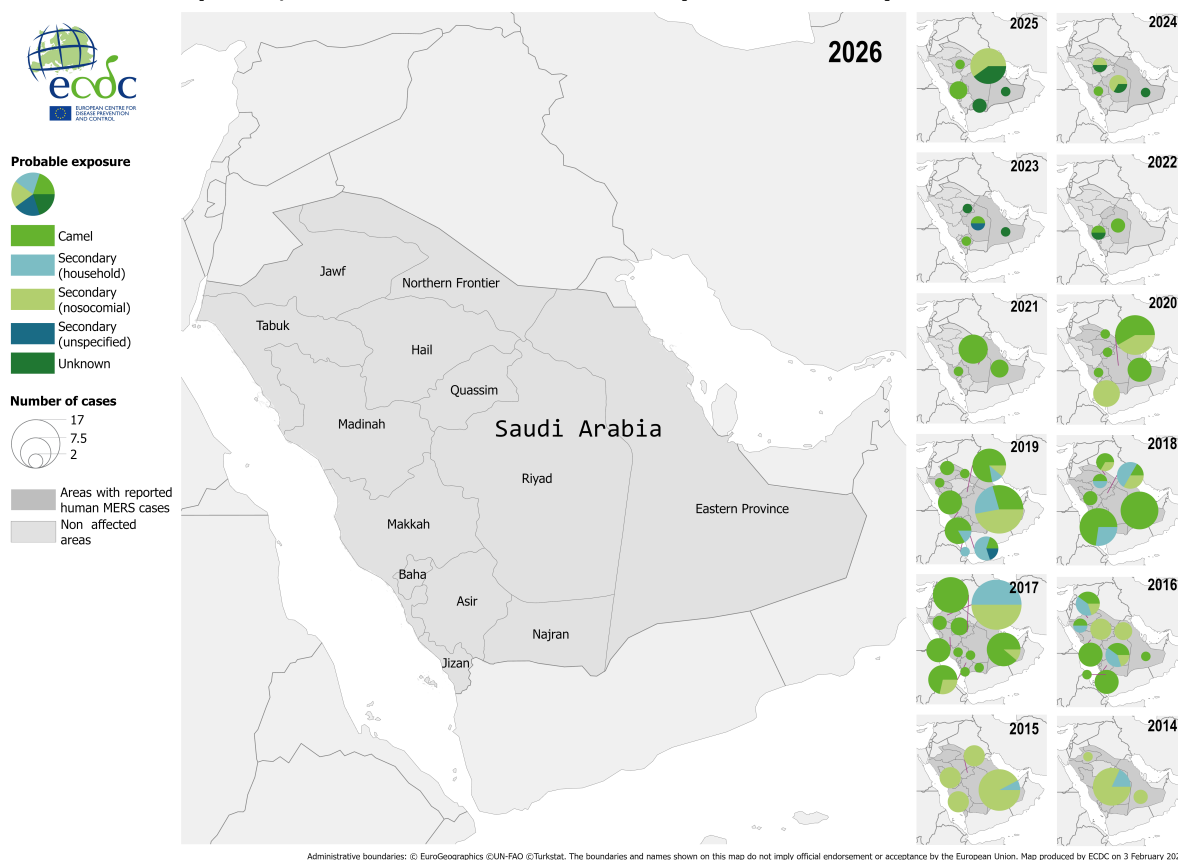 ecdc
EUROPEAN CENTRE FOR
DISEASE PREVENTION
AND CONTROL
Probable exposure
Camel
Secondary
(household)
Secondary
(nosocomial)
Secondary
(unspecified)
Unknown
Number of cases
17
7.5
2
Areas with reported
human MERS cases
Non affected
areas
2026
Jawf
Northern Frontier
Tabuk
Hail
Quassim
Madinah
Saudi Arabia
Riyad
Eastern Province
Makkah
Baha
Asir
Najran
Jizan
2025
2024
2023
2022
2021
2020
2019
2018
2017
2016
2015
2014
Administrative boundaries: © EuroGeographics ©UN-FAO ©Turkstat. The boundaries and names shown on this map do not imply official endorsement or acceptance by the European Union. Map produced by ECDC on 3 February